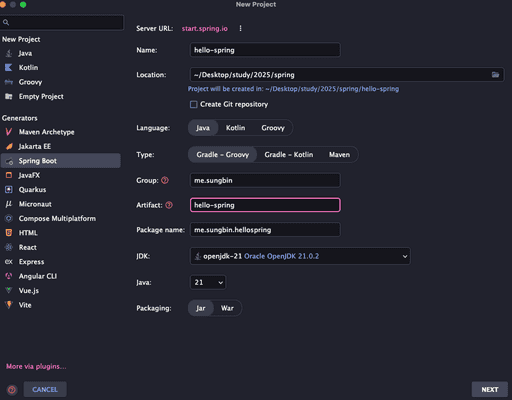 New Project
Server URL: start.spring.io
New Project
Java
Kotlin
Groovy
Empty Project
Generators
Maven Archetype
Jakarta EE
Spring Boot
JavaFX
Quarkus
Micronaut
Compose Multiplatform
HTML
React
Express
Angular CLI
Vue.js
Vite
More via plugins...
Name: hello-spring
Location: ~/Desktop/study/2025/spring
Project will be created in: ~/Desktop/study/2025/spring/hello-spring
Create Git repository
Language: Java Kotlin Groovy
Type: Gradle - Groovy Gradle - Kotlin Maven
Group: ? me.sungbin
Artifact: ? hello-spring
Package name: me.sungbin.hellospring
JDK: openjdk-21 Oracle OpenJDK 21.0.2
Java: 21
Packaging: Jar War
? CANCEL NEXT